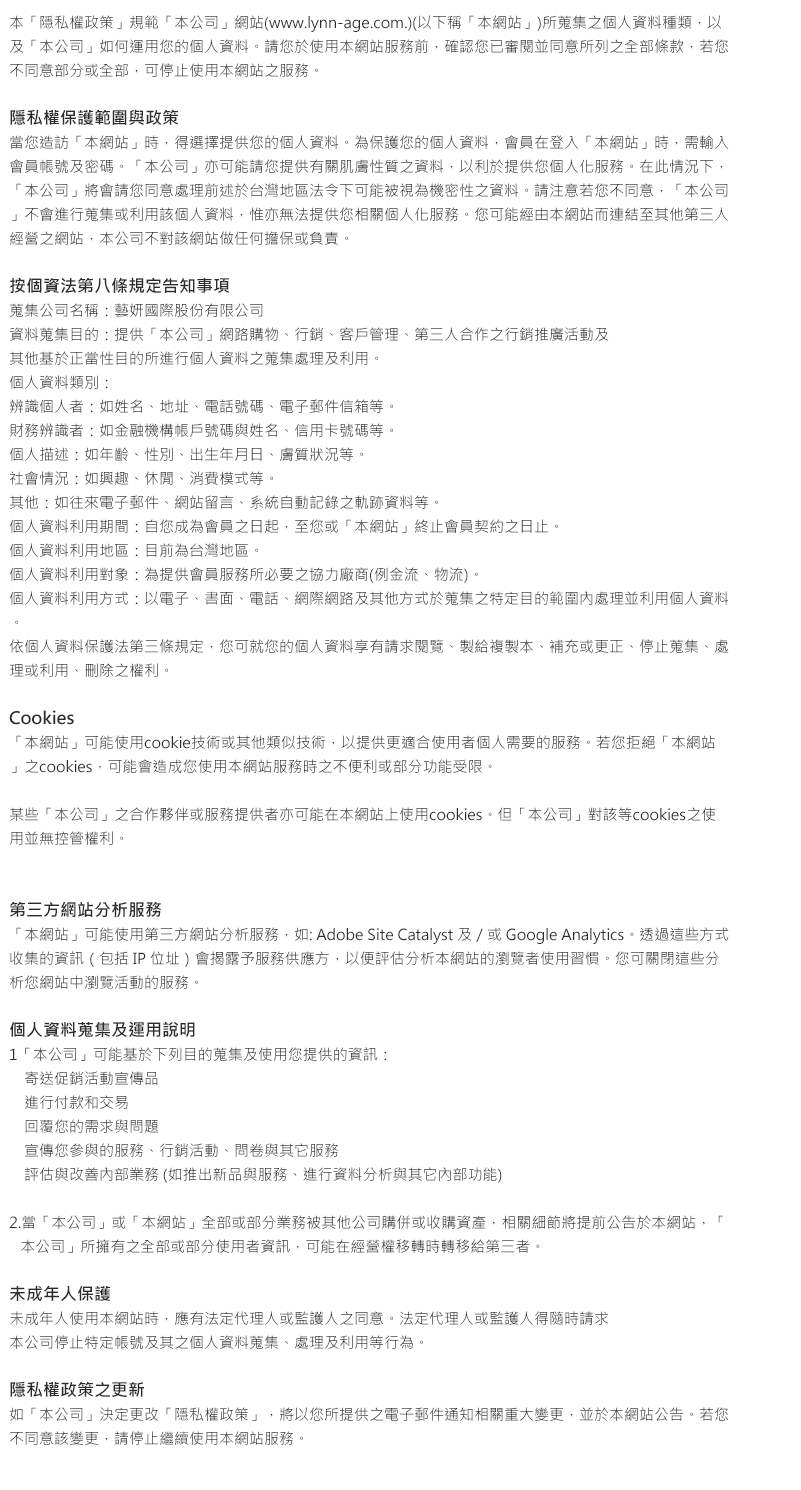 本「隱私權政策」規範「本公司」網站(www.lynn-age.com.)(以下稱「本網站」)所蒐集之個人資料種類，以
及「本公司」如何運用您的個人資料。請您於使用本網站服務前，確認您已審閱並同意所列之全部條款，若您
不同意部分或全部，可停止使用本網站之服務。
隱私權保護範圍與政策
當您造訪「本網站」時，得選擇提供您的個人資料。為保護您的個人資料，會員在登入「本網站」時，需輸入
會員帳號及密碼。「本公司」亦可能請您提供有關肌膚性質之資料，以利於提供您個人化服務。在此情況下，
「本公司」將會請您同意處理前述於台灣地區法令下可能被視為機密性之資料。請注意若您不同意，「本公司
」不會進行蒐集或利用該個人資料，惟亦無法提供您相關個人化服務。您可能經由本網站而連結至其他第三人
經營之網站，本公司不對該網站做任何擔保或負責。
按個資法第八條規定告知事項
蒐集公司名稱：藝妍國際股份有限公司
資料蒐集目的：提供「本公司」網路購物、行銷、客戶管理、第三人合作之行銷推廣活動及
其他基於正當性目的所進行個人資料之蒐集處理及利用。
個人資料類別：
辨識個人者：如姓名、地址、電話號碼、電子郵件信箱等。
財務辨識者：如金融機構帳戶號碼與姓名、信用卡號碼等。
個人描述：如年齡、性別、出生年月日、膚質狀況等。
社會情況：如興趣、休閒、消費模式等。
其他：如往來電子郵件、網站留言、系統自動記錄之軌跡資料等。
個人資料利用期間：自您成為會員之日起，至您或「本網站」終止會員契約之日止。
個人資料利用地區：目前為台灣地區。
個人資料利用對象：為提供會員服務所必要之協力廠商(例金流、物流)。
個人資料利用方式：以電子、書面、電話、網際網路及其他方式於蒐集之特定目的範圍內處理並利用個人資料
。
依個人資料保護法第三條規定，您可就您的個人資料享有請求閱覽、製給複製本、補充或更正、停止蒐集、處
理或利用、刪除之權利。
Cookies
「本網站」可能使用cookie技術或其他類似技術，以提供更適合使用者個人需要的服務。若您拒絕「本網站
」之cookies，可能會造成您使用本網站服務時之不便利或部分功能受限。
某些「本公司」之合作夥伴或服務提供者亦可能在本網站上使用cookies。但「本公司」對該等cookies之使
用並無控管權利。
第三方網站分析服務
「本網站」可能使用第三方網站分析服務，如: Adobe Site Catalyst 及 / 或 Google Analytics。透過這些方式
收集的資訊 ( 包括 IP 位址 ) 會揭露予服務供應方，以便評估分析本網站的瀏覽者使用習慣。您可關閉這些分
析您網站中瀏覽活動的服務。
個人資料蒐集及運用說明
1「本公司」可能基於下列目的蒐集及使用您提供的資訊：
寄送促銷活動宣傳品
進行付款和交易
回覆您的需求與問題
宣傳您參與的服務、行銷活動、問卷與其它服務
評估與改善內部業務 (如推出新品與服務、進行資料分析與其它內部功能)
2.當「本公司」或「本網站」全部或部分業務被其他公司購併或收購資產，相關細節將提前公告於本網站，「
本公司」所擁有之全部或部分使用者資訊，可能在經營權移轉時轉移給第三者。
未成年人保護
未成年人使用本網站時，應有法定代理人或監護人之同意。法定代理人或監護人得隨時請求
本公司停止特定帳號及其之個人資料蒐集、處理及利用等行為。
隱私權政策之更新
如「本公司」決定更改「隱私權政策」，將以您所提供之電子郵件通知相關重大變更，並於本網站公告。若您
不同意該變更，請停止繼續使用本網站服務。